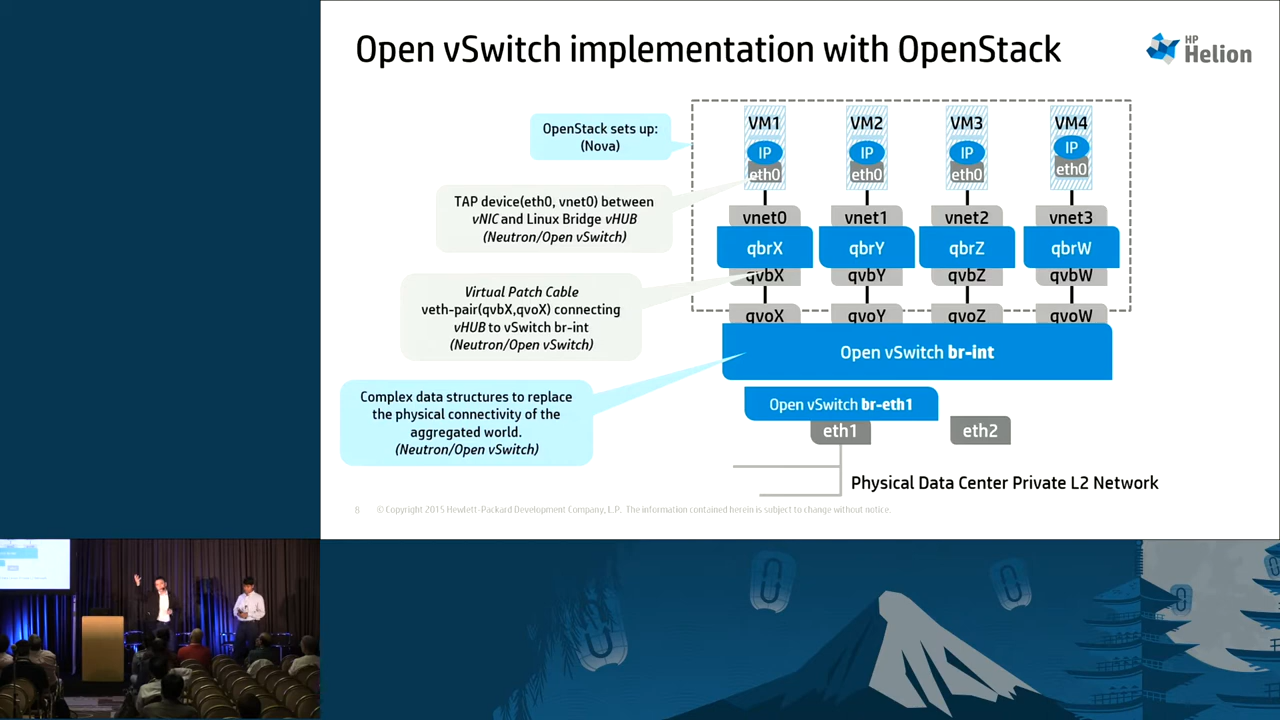 Open vSwitch implementation with OpenStack
HP
Helion
OpenStack sets up:
(Nova)
VM1 VM2 VM3 VM4
IP IP IP IP
eth0 eth0 eth0 eth0
TAP device(eth0, vnet0) between
vNIC and Linux Bridge vHUB
(Neutron/Open vSwitch)
vnet0 vnet1 vnet2 vnet3
qbrX qbrY qbrZ qbrW
qvbX qvbY qvbZ qvbW
Virtual Patch Cable
veth-pair(qvbX,qvoX) connecting
vHUB to vSwitch br-int
(Neutron/Open vSwitch)
qvoX qvoY qvoZ qvoW
Open vSwitch br-int
Complex data structures to replace
the physical connectivity of the
aggregated world.
(Neutron/Open vSwitch)
Open vSwitch br-eth1
eth1 eth2
Physical Data Center Private L2 Network
8 © Copyright 2015 Hewlett-Packard Development Company, L.P. The information contained herein is subject to change without notice.